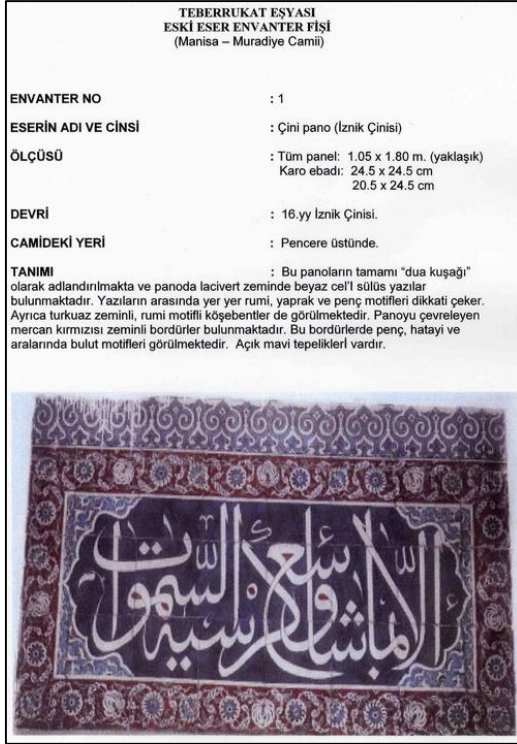 TEBERRUKAT EŞYASI
ESKİ ESER ENVANTER FİŞİ
(Manisa – Muradiye Camii)
ENVANTER NO : 1
ESERİN ADI VE CİNSİ : Çini pano (İznik Çinisi)
ÖLÇÜSÜ : Tüm panel: 1.05 x 1.80 m. (yaklaşık)
Karo ebadı: 24.5 x 24.5 cm
20.5 x 24.5 cm
DEVRİ : 16.yy İznik Çinisi.
CAMİDEKİ YERİ : Pencere üstünde.
TANIMI : Bu panoların tamamı “dua kuşağı”
olarak adlandırılmakta ve panoda lacivert zeminde beyaz cel’I sülüs yazılar
bulunmaktadır. Yazıların arasında yer yer rumi, yaprak ve penç motifleri dikkati çeker.
Ayrıca turkuaz zeminli, rumi motifli köşebentler de görülmektedir. Panoyu çevreleyen
mercan kırmızısı zeminli bordürler bulunmaktadır. Bu bordürlerde penç, hatayi ve
aralarında bulut motifleri görülmektedir. Açık mavi tepeliklerİ vardır.
الا بما شاء وسع كرسيه السموات